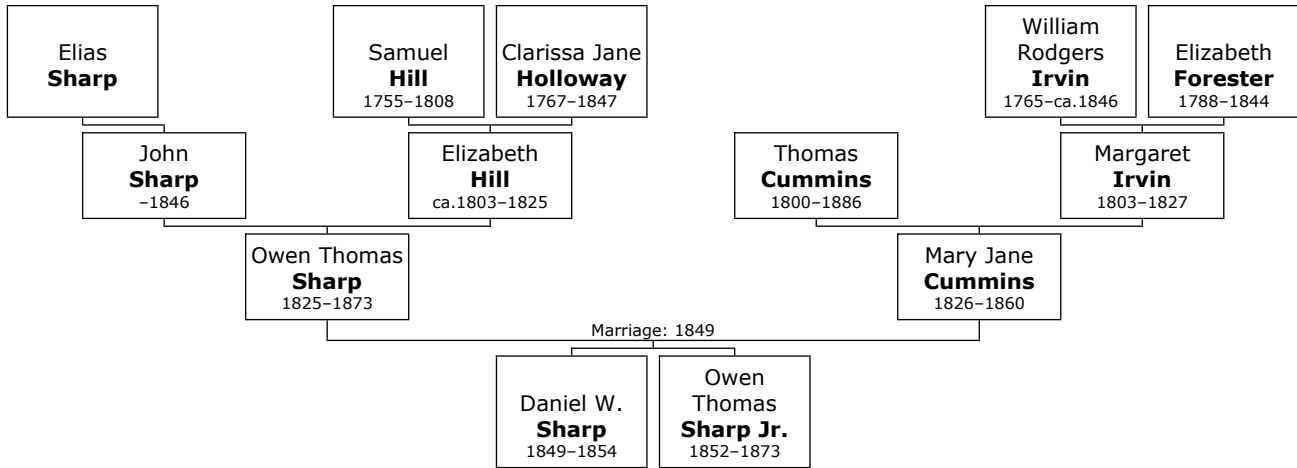 Elias
Sharp
Samuel
Hill
1755–1808
Clarissa Jane
Holloway
1767–1847
William
Rodgers
Irvin
1765–ca.1846
Elizabeth
Forester
1788–1844
John
Sharp
–1846
Elizabeth
Hill
ca.1803–1825
Thomas
Cummins
1800–1886
Margaret
Irvin
1803–1827
Owen Thomas
Sharp
1825–1873
Mary Jane
Cummins
1826–1860
Marriage: 1849
Daniel W.
Sharp
1849–1854
Owen
Thomas
Sharp Jr.
1852–1873